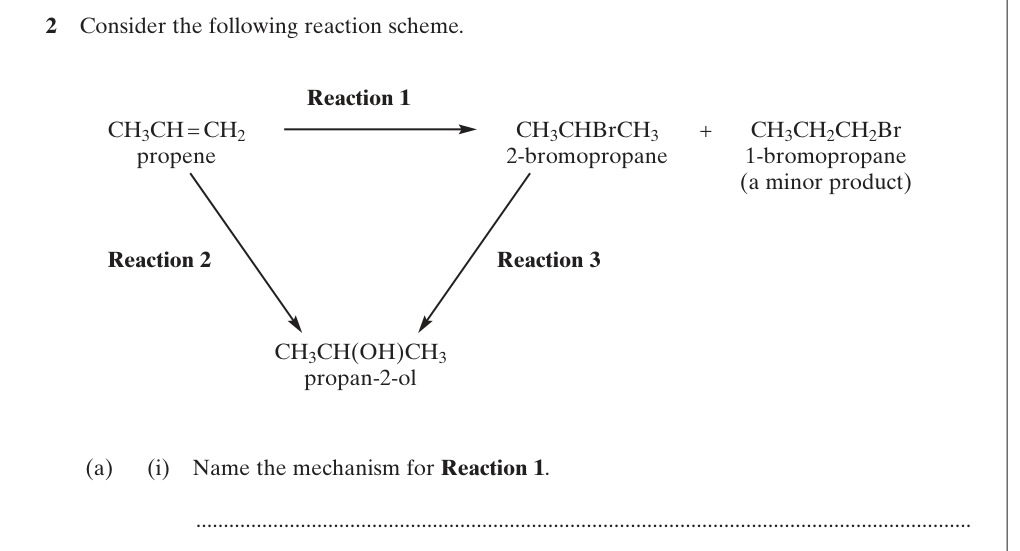 2 Consider the following reaction scheme.
Reaction 1
CH₃CH=CH₂ CH₃CHBrCH₃ + CH₃CH₂CH₂Br
propene 2-bromopropane 1-bromopropane
(a minor product)
Reaction 2 Reaction 3
CH₃CH(OH)CH₃
propan-2-ol
(a) (i) Name the mechanism for Reaction 1.